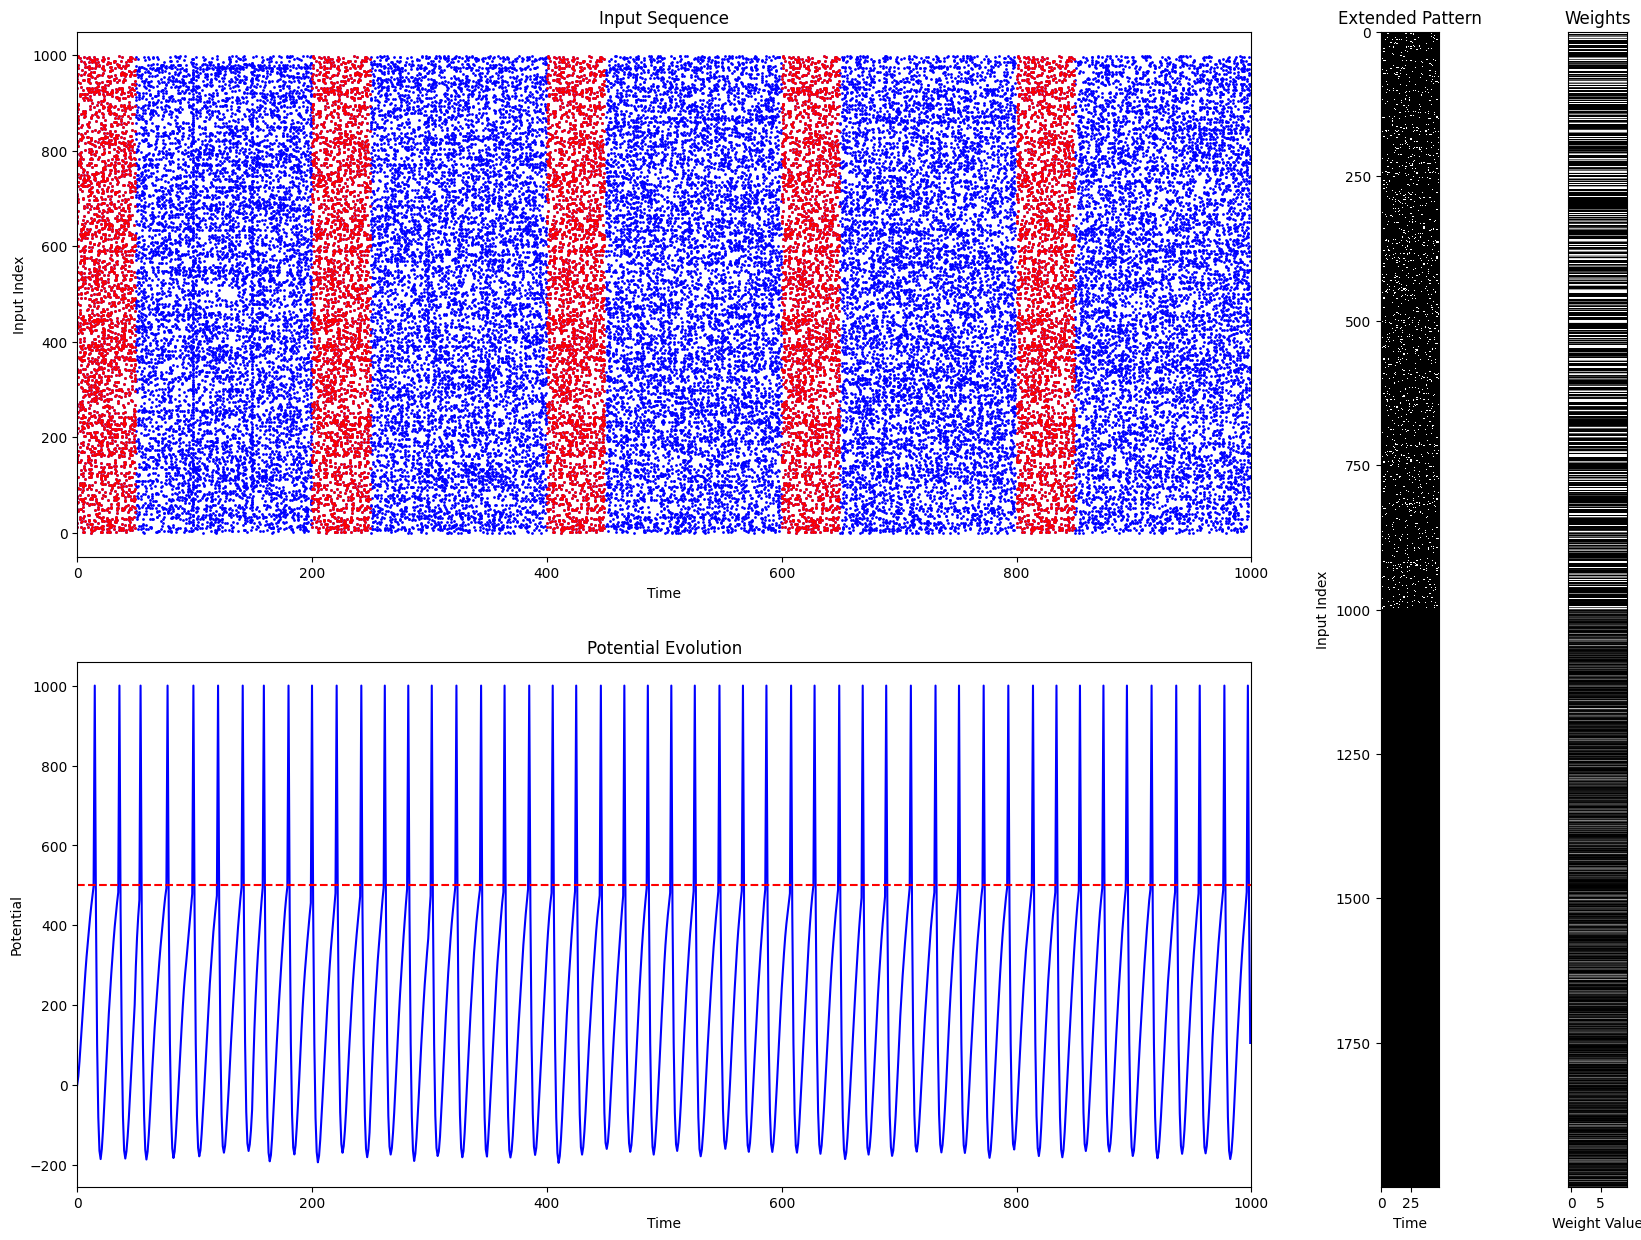 Input Sequence
Input Index
1000
800
600
400
200
0
0 200 400 600 800 1000
Time
Potential Evolution
Potential
1000
800
600
400
200
0
−200
0 200 400 600 800 1000
Time
Extended Pattern
Input Index
0
250
500
750
1000
1250
1500
1750
0 25
Time
Weights
0 5
Weight Value